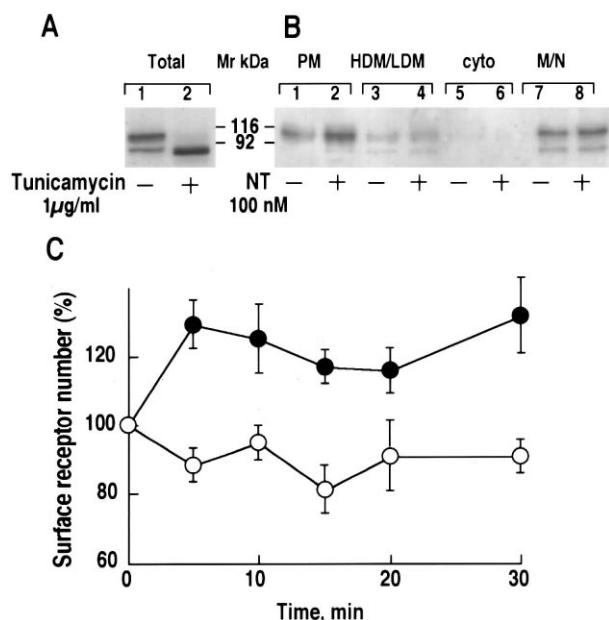 A
B
Total Mr kDa PM HDM/LDM cyto M/N
1 2 1 2 3 4 5 6 7 8
116
92
Tunicamycin − + NT − + − + − + − +
1µg/ml 100 nM
C
Surface receptor number (%)
120
100
80
60
0 10 20 30
Time, min